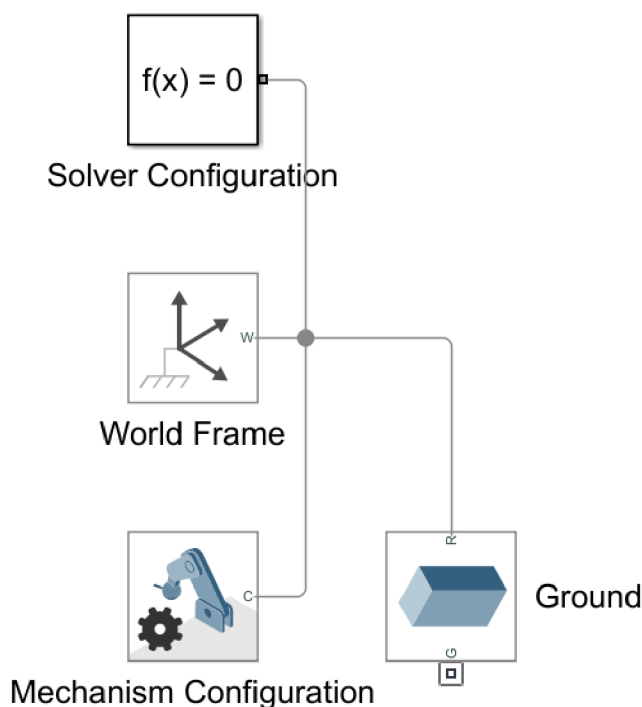 f(x) = 0
Solver Configuration
W
World Frame
C
Mechanism Configuration
R
Ground
G